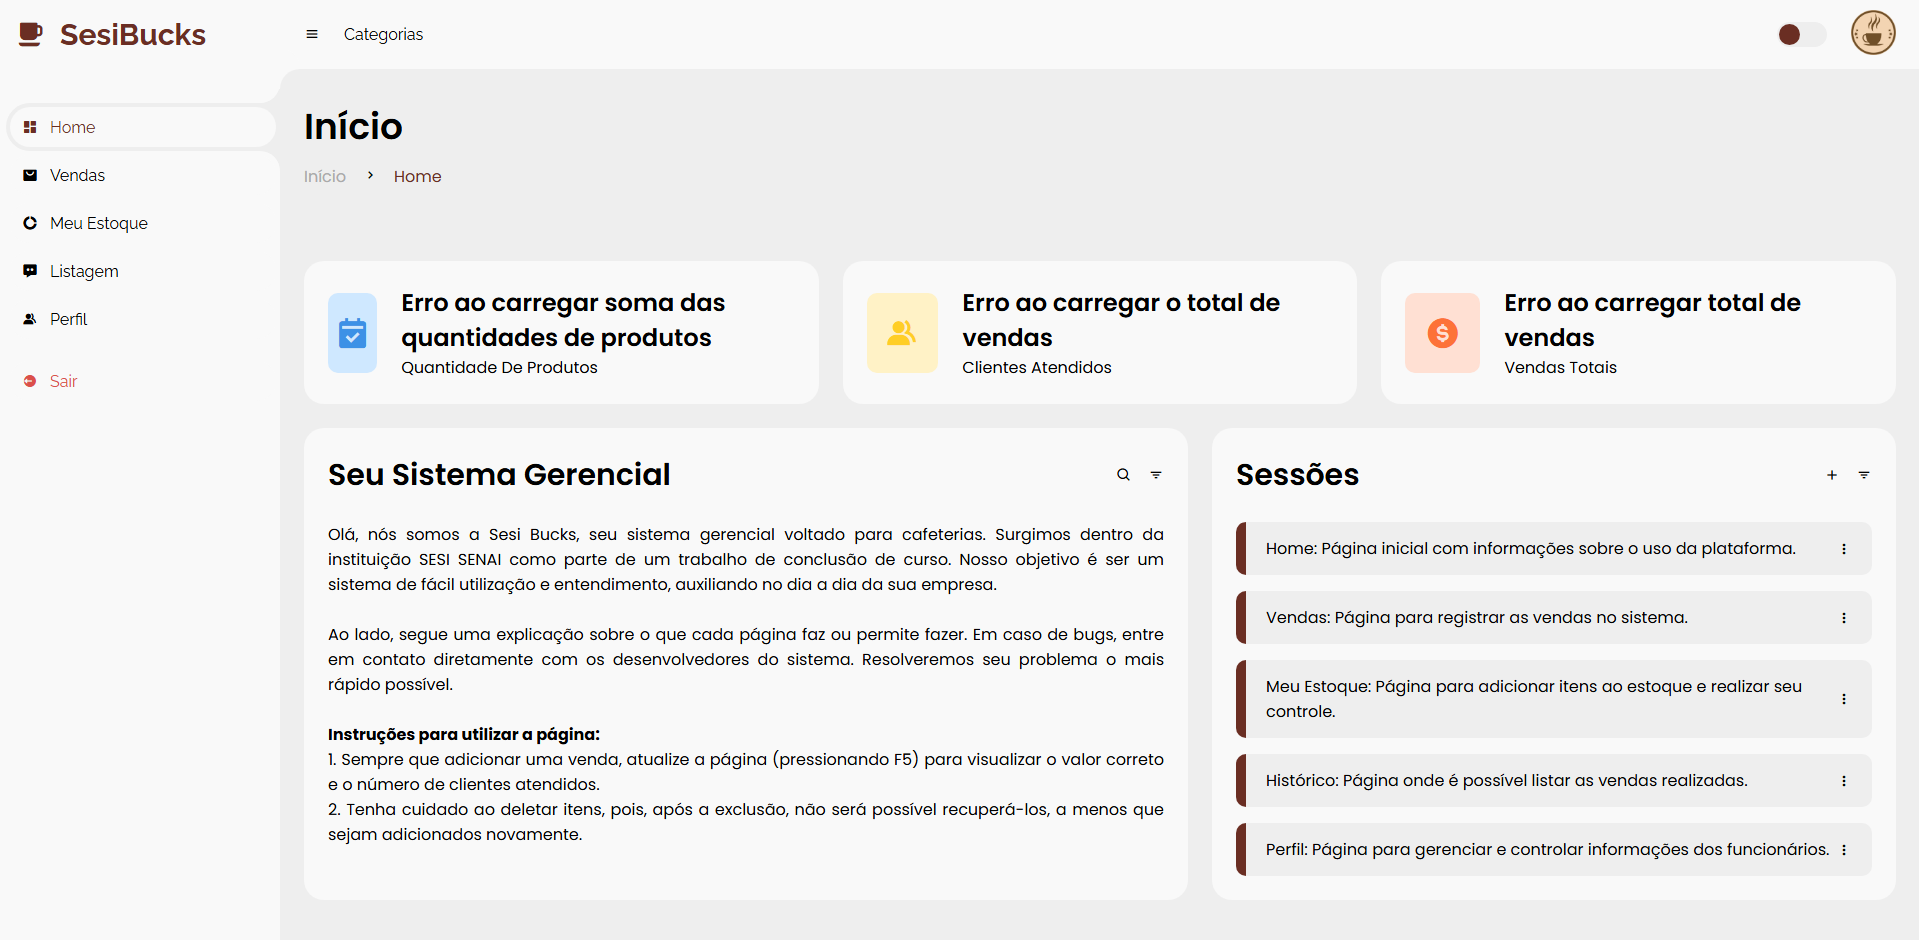 SesiBucks
Categorias
Home
Vendas
Meu Estoque
Listagem
Perfil
Sair
Início
Início > Home
Erro ao carregar soma das
quantidades de produtos
Quantidade De Produtos
Erro ao carregar o total de
vendas
Clientes Atendidos
Erro ao carregar total de
vendas
Vendas Totais
Seu Sistema Gerencial
Olá, nós somos a Sesi Bucks, seu sistema gerencial voltado para cafeterias. Surgimos dentro da
instituição SESI SENAI como parte de um trabalho de conclusão de curso. Nosso objetivo é ser um
sistema de fácil utilização e entendimento, auxiliando no dia a dia da sua empresa.
Ao lado, segue uma explicação sobre o que cada página faz ou permite fazer. Em caso de bugs, entre
em contato diretamente com os desenvolvedores do sistema. Resolveremos seu problema o mais
rápido possível.
Instruções para utilizar a página:
1. Sempre que adicionar uma venda, atualize a página (pressionando F5) para visualizar o valor correto
e o número de clientes atendidos.
2. Tenha cuidado ao deletar itens, pois, após a exclusão, não será possível recuperá-los, a menos que
sejam adicionados novamente.
Sessões
Home: Página inicial com informações sobre o uso da plataforma.
Vendas: Página para registrar as vendas no sistema.
Meu Estoque: Página para adicionar itens ao estoque e realizar seu
controle.
Histórico: Página onde é possível listar as vendas realizadas.
Perfil: Página para gerenciar e controlar informações dos funcionários.